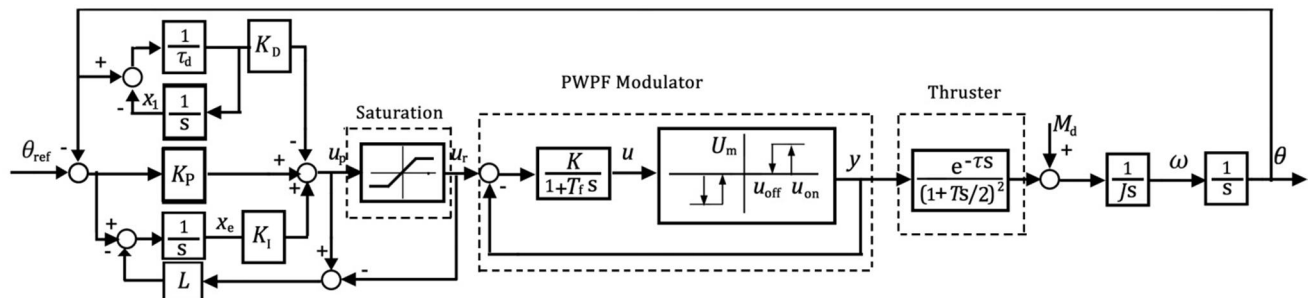 1
τd
KD
+
-
x1
1
s
PWPF Modulator
Thruster
Saturation
Md
+
θref
-
KP
+
-
+
up
ur
-
K
1+Tf s
u
Um
uoff
uon
y
e-τs
(1+Ts/2)2
1
Js
ω
1
s
θ
+
-
1
s
xe
KI
L
+
-